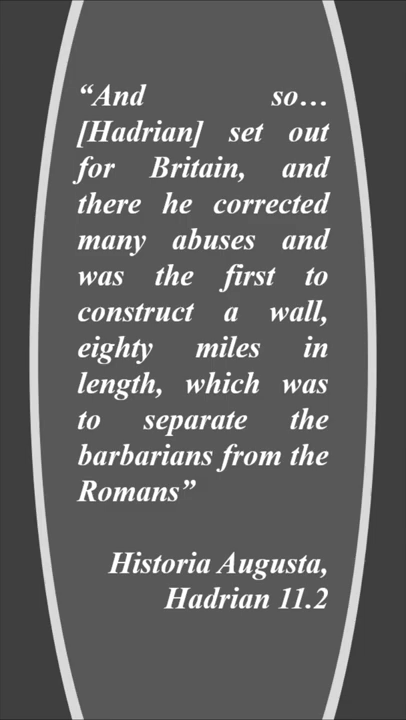 “And so…
[Hadrian] set out
for Britain, and
there he corrected
many abuses and
was the first to
construct a wall,
eighty miles in
length, which was
to separate the
barbarians from the
Romans”
Historia Augusta,
Hadrian 11.2